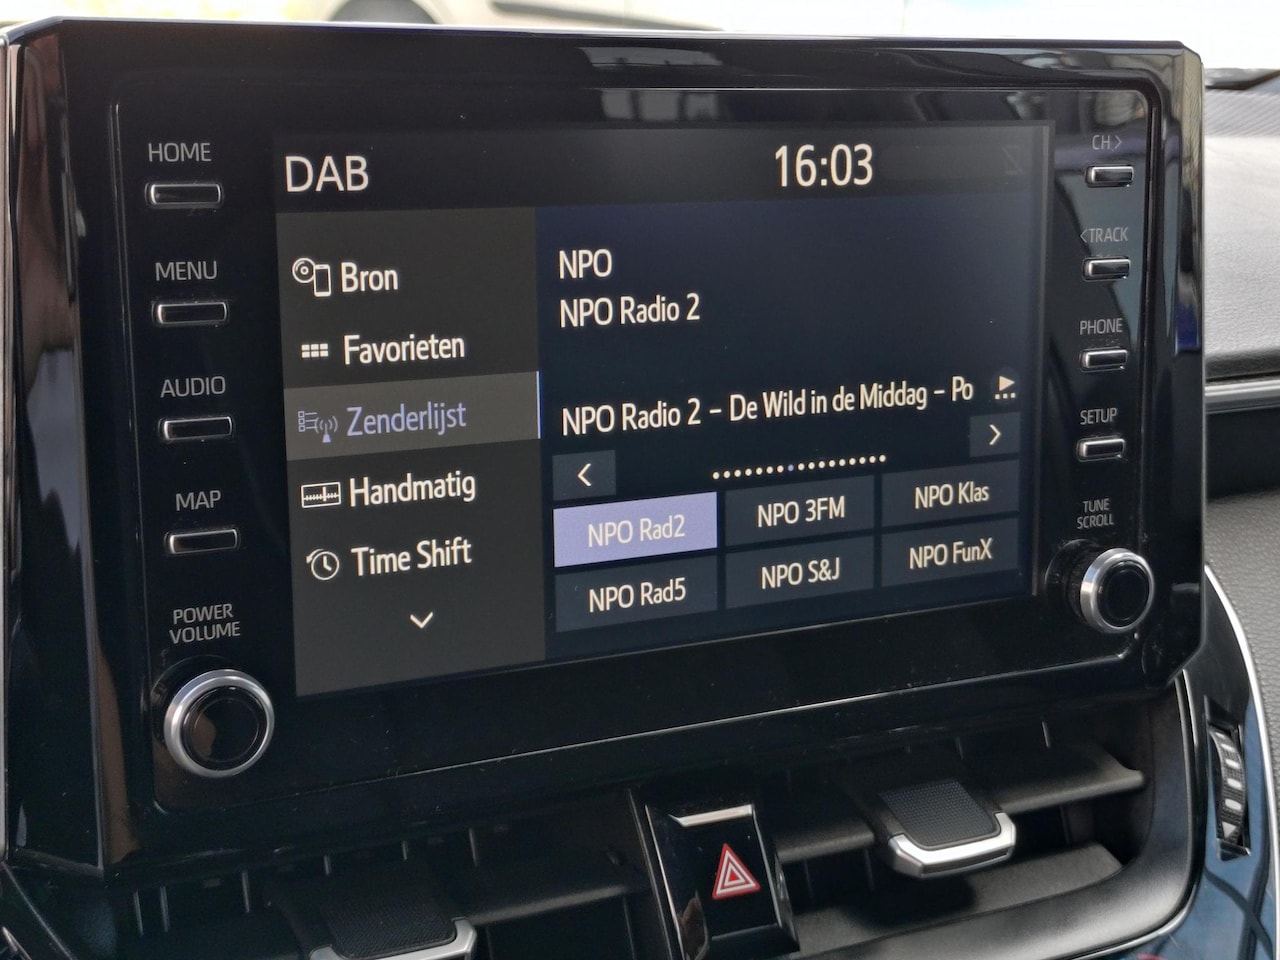 HOME
MENU
AUDIO
MAP
POWER
VOLUME
DAB
16:03
Bron
Favorieten
Zenderlijst
Handmatig
Time Shift
NPO
NPO Radio 2
NPO Radio 2 – De Wild in de Middag – Po
NPO Rad2
NPO 3FM
NPO Klas
NPO Rad5
NPO S&J
NPO FunX
CH >
< TRACK
PHONE
SETUP
TUNE
SCROLL